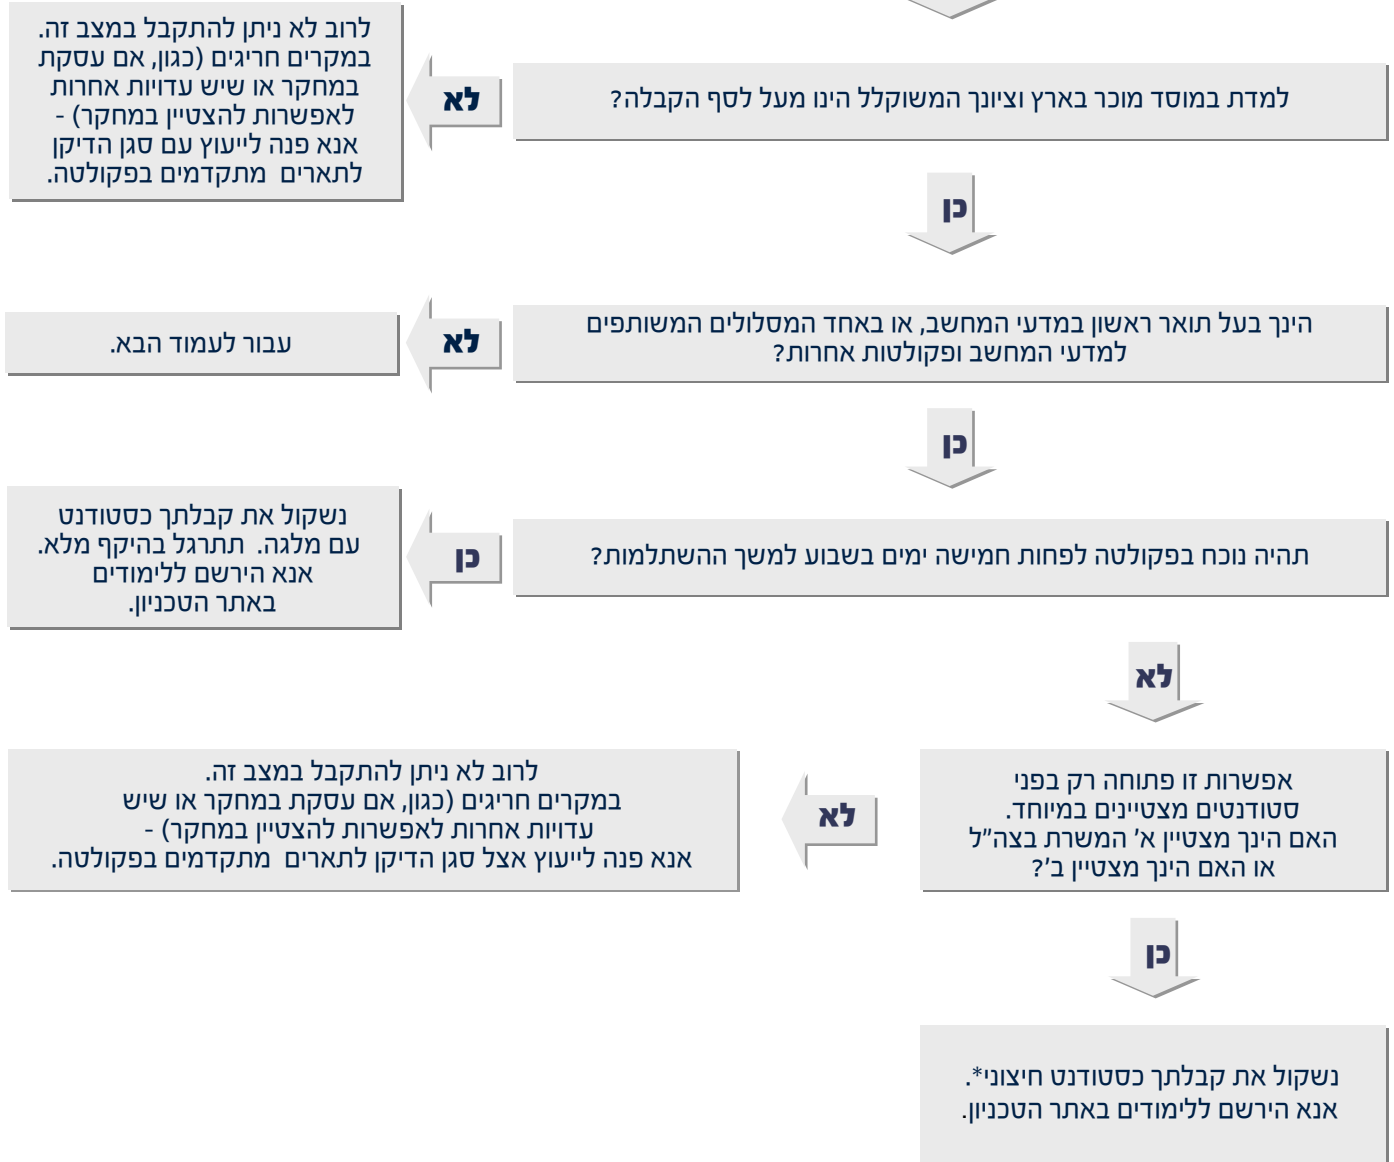 למדת במוסד מוכר בארץ וציונך המשוקלל הינו מעל לסף הקבלה?
לא
לרוב לא ניתן להתקבל במצב זה.
במקרים חריגים (כגון, אם עסקת
במחקר או שיש עדויות אחרות
לאפשרות להצטיין במחקר) -
אנא פנה לייעוץ עם סגן הדיקן
לתארים מתקדמים בפקולטה.
כן
הינך בעל תואר ראשון במדעי המחשב, או באחד המסלולים המשותפים
למדעי המחשב ופקולטות אחרות?
לא
עבור לעמוד הבא.
כן
תהיה נוכח בפקולטה לפחות חמישה ימים בשבוע למשך ההשתלמות?
כן
נשקול את קבלתך כסטודנט
עם מלגה. תתרגל בהיקף מלא.
אנא הירשם ללימודים
באתר הטכניון.
לא
אפשרות זו פתוחה רק בפני
סטודנטים מצטיינים במיוחד.
האם הינך מצטיין א' המשרת בצה"ל
או האם הינך מצטיין ב'?
לא
לרוב לא ניתן להתקבל במצב זה.
במקרים חריגים (כגון, אם עסקת במחקר או שיש
עדויות אחרות לאפשרות להצטיין במחקר) -
אנא פנה לייעוץ אצל סגן הדיקן לתארים מתקדמים בפקולטה.
כן
נשקול את קבלתך כסטודנט חיצוני*.
אנא הירשם ללימודים באתר הטכניון.